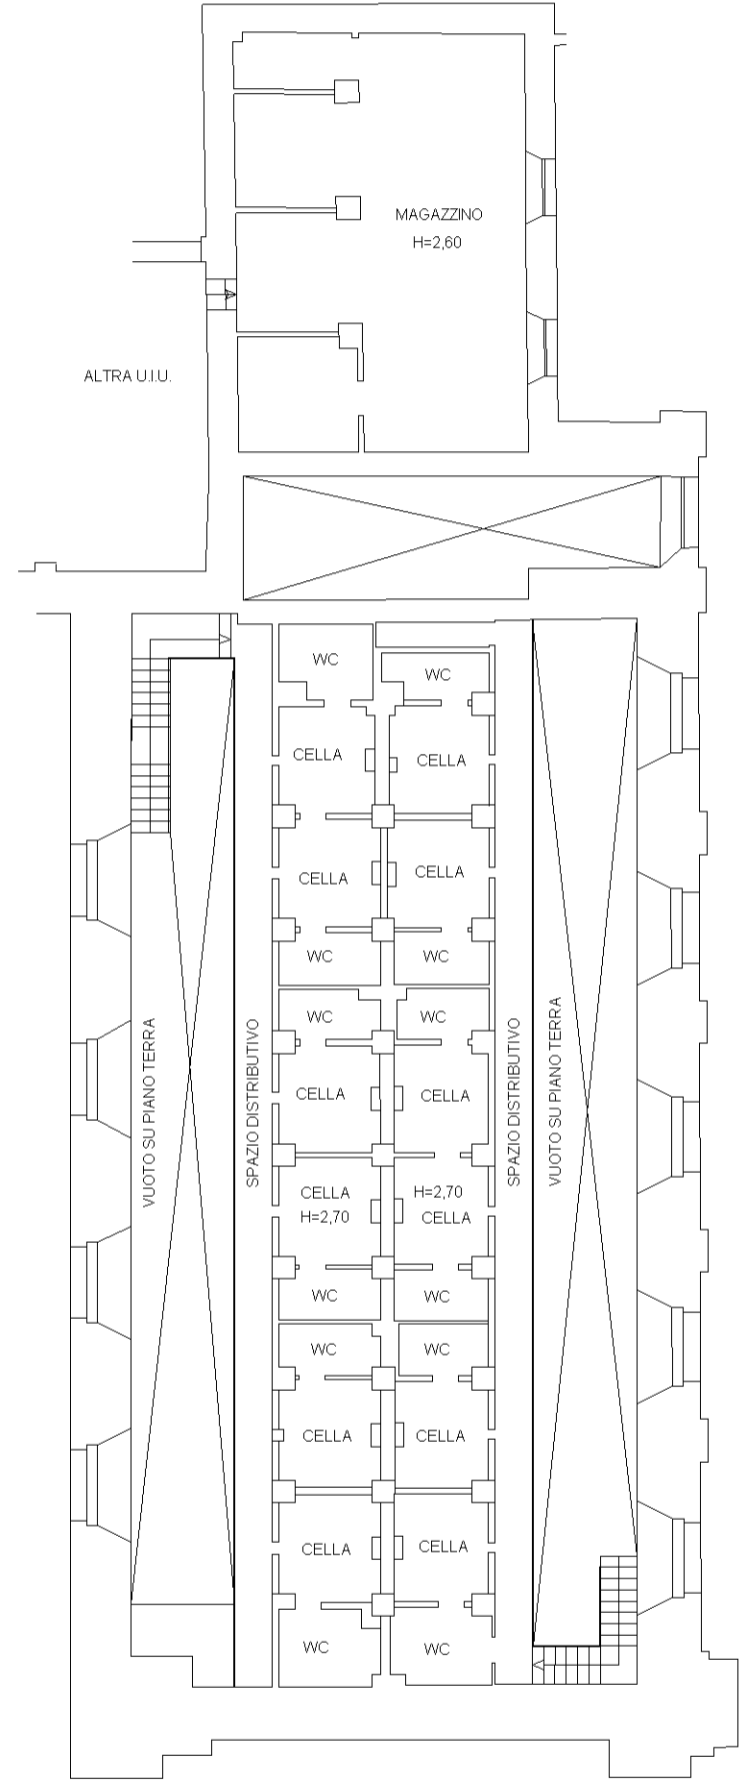 MAGAZZINO
H=2,60
ALTRA U.I.U.
WC
WC
CELLA
CELLA
CELLA
CELLA
WC
WC
WC
WC
VUOTO SU PIANO TERRA
SPAZIO DISTRIBUTIVO
SPAZIO DISTRIBUTIVO
VUOTO SU PIANO TERRA
CELLA
CELLA
CELLA
H=2,70
H=2,70
CELLA
WC
WC
WC
WC
CELLA
CELLA
CELLA
CELLA
WC
WC